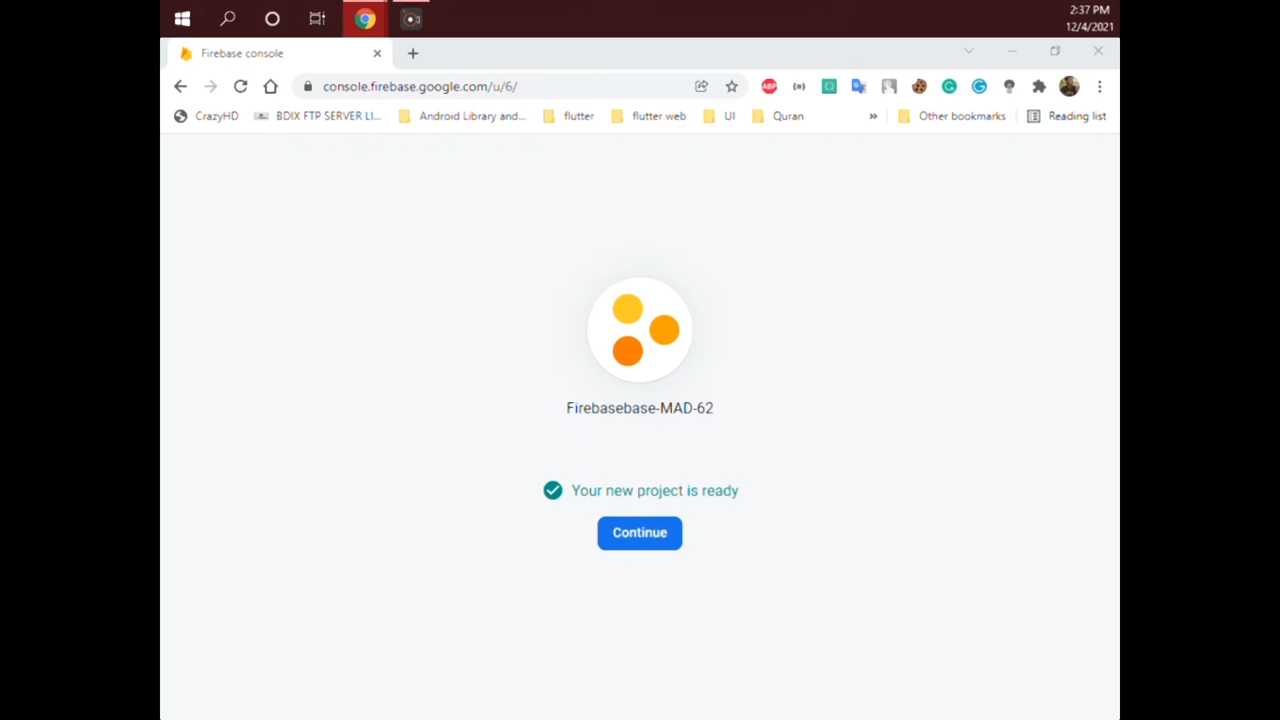 2:37 PM
12/4/2021
Firebase console
console.firebase.google.com/u/6/
ABP
CrazyHD BDIX FTP SERVER LI... Android Library and... flutter flutter web UI Quran » Other bookmarks Reading list
Firebasebase-MAD-62
Your new project is ready
Continue